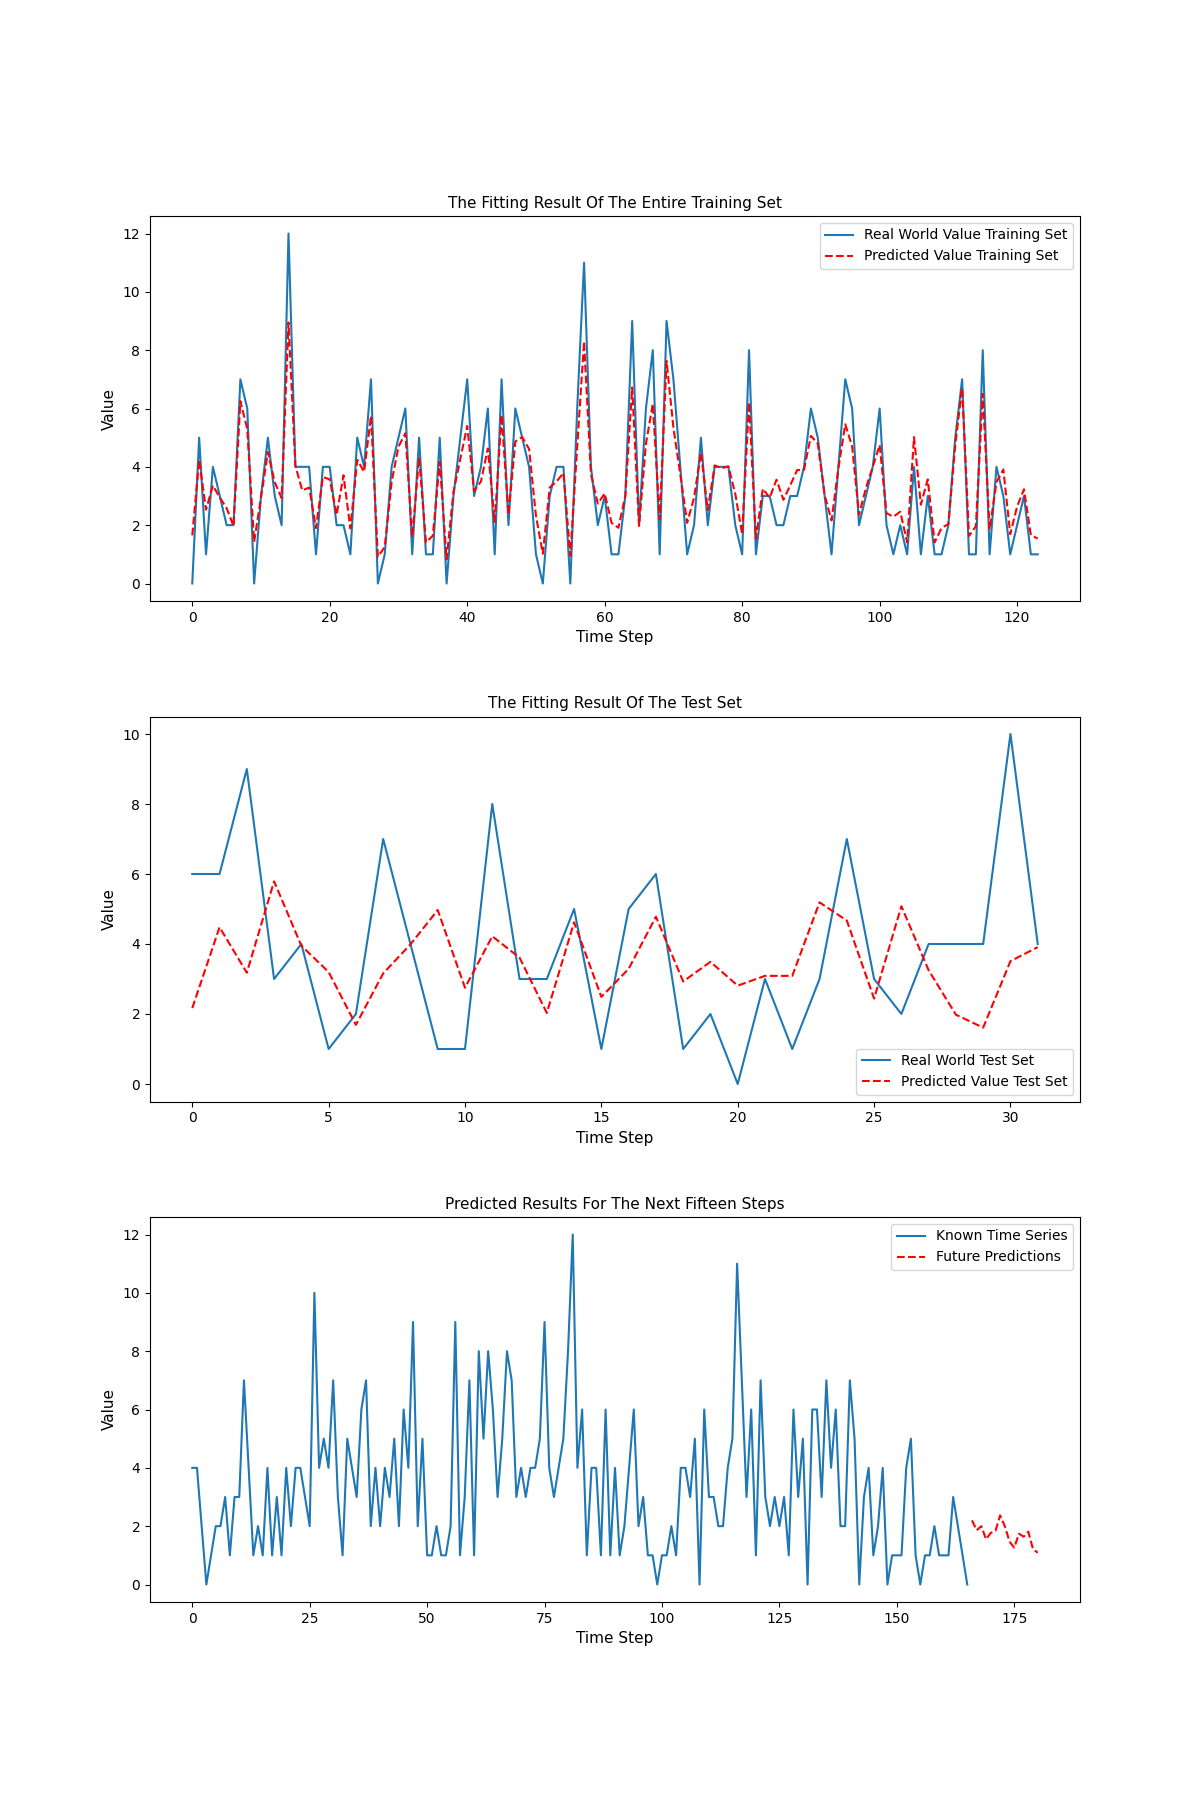 The Fitting Result Of The Entire Training Set
12
10
8
6
4
2
0
Value
Real World Value Training Set
Predicted Value Training Set
0 20 40 60 80 100 120
Time Step
The Fitting Result Of The Test Set
10
8
6
4
2
0
Value
Real World Test Set
Predicted Value Test Set
0 5 10 15 20 25 30
Time Step
Predicted Results For The Next Fifteen Steps
12
10
8
6
4
2
0
Value
Known Time Series
Future Predictions
0 25 50 75 100 125 150 175
Time Step